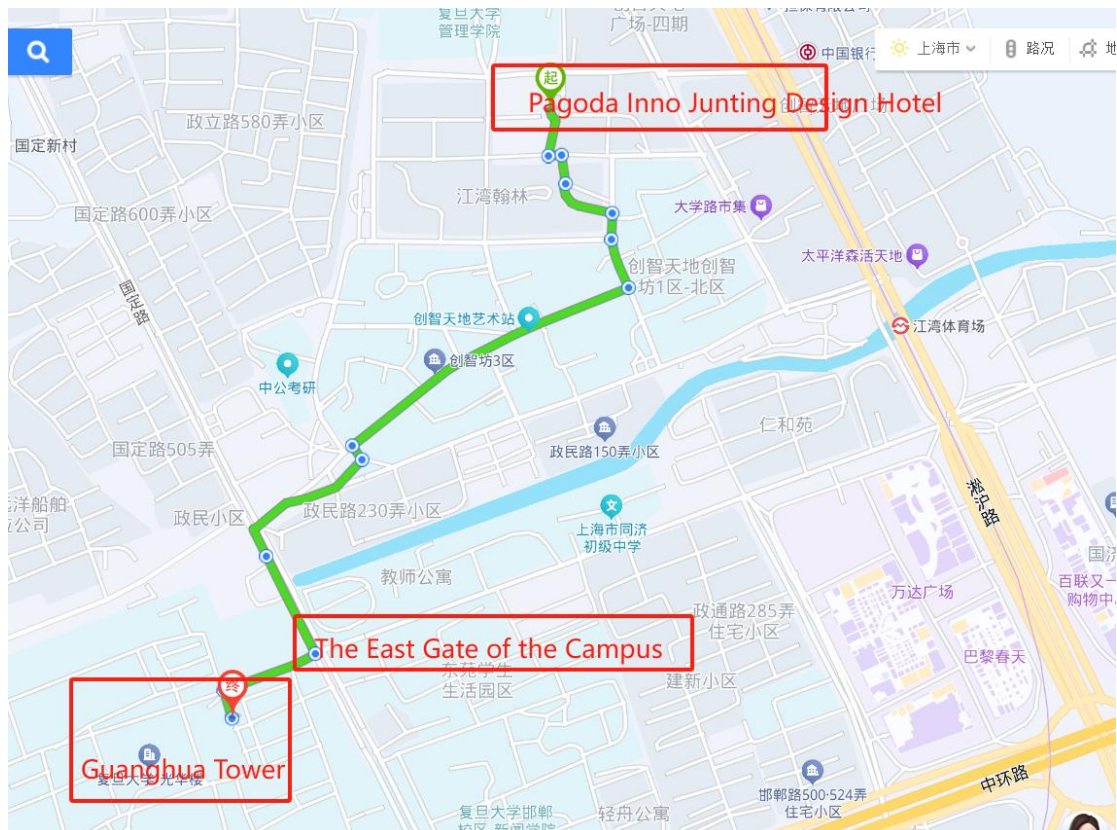 复旦大学
管理学院
广场-四期
中国银行
上海市
路况
地
起
Pagoda Inno Junting Design Hotel
政立路580弄小区
国定新村
江湾翰林
国定路600弄小区
大学路市集
太平洋森活天地
创智天地创智
坊1区-北区
国定路
创智天地艺术站
江湾体育场
创智坊3区
中公考研
仁和苑
国定路505弄
政民路150弄小区
淞沪路
政民小区
政民路230弄小区
上海市同济
初级中学
教师公寓
万达广场
百联又一
购物中
政通路285弄
住宅小区
The East Gate of the Campus
巴黎春天
生活园区
建新小区
终
Guanghua Tower
中环路
邯郸路500-524弄
住宅小区
复旦大学邯郸
轻舟公寓